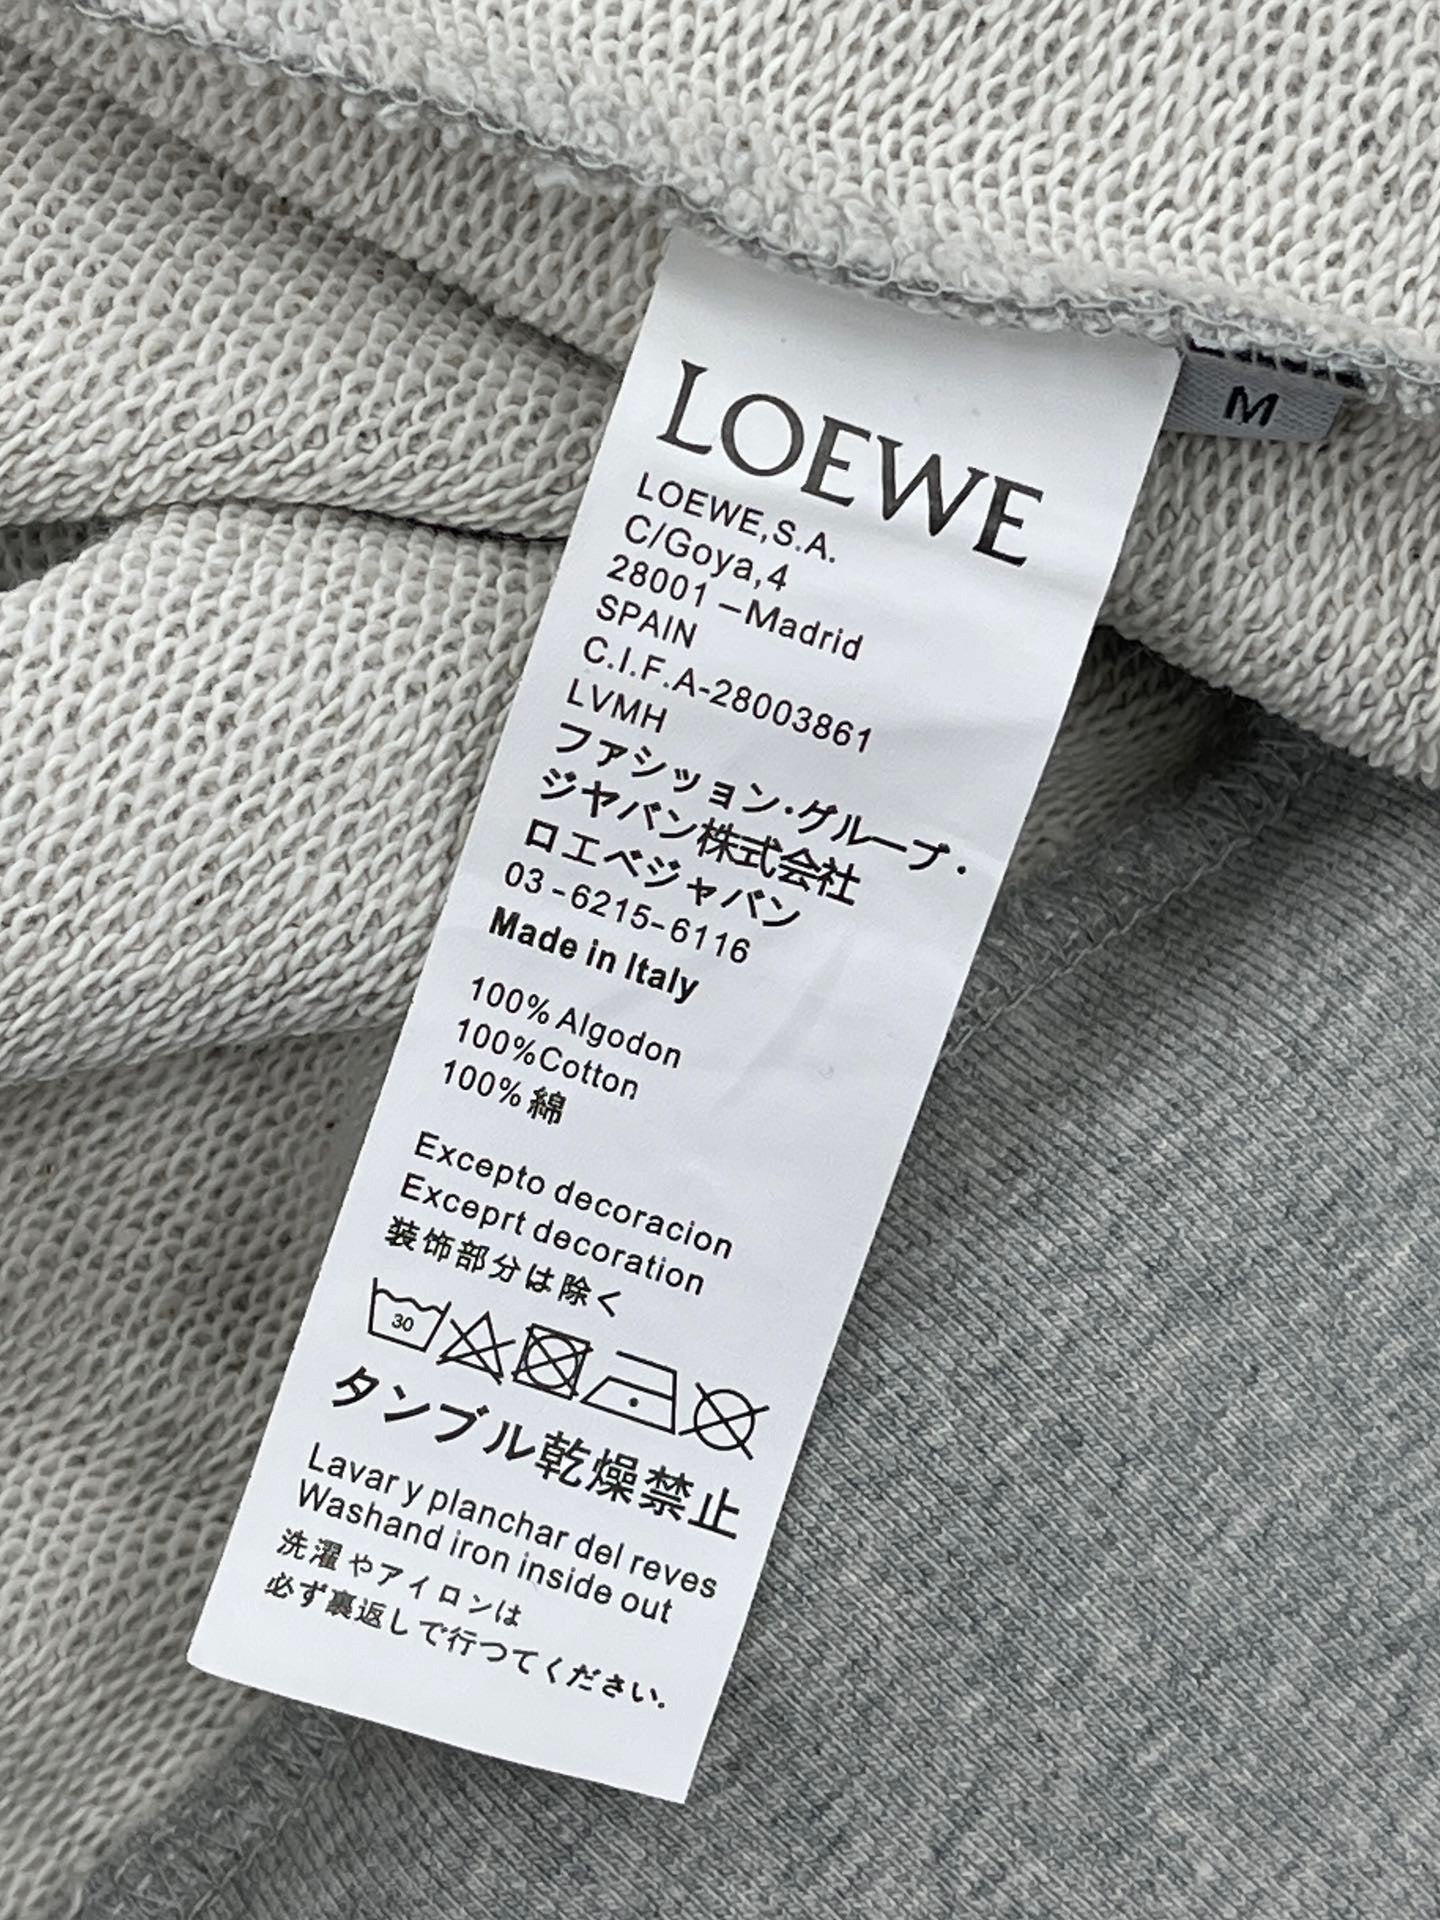 LOEWE
M
LOEWE,S.A.
C/Goya,4
28001 –Madrid
SPAIN
C.I.F.A-28003861
LVMH
ファション·グループ·
ジヤバン株式会社
ロエベジャバン
03-6215-6116
Made in Italy
100% Algodon
100%Cotton
100% 綿
Excepto decoracion
Exceprt decoration
装饰部分は除く
30
タンブル乾燥禁止
Lavar y planchar del reves
Washand iron inside out
洗濯やアイロンは
必ず裏返しで行つてください.